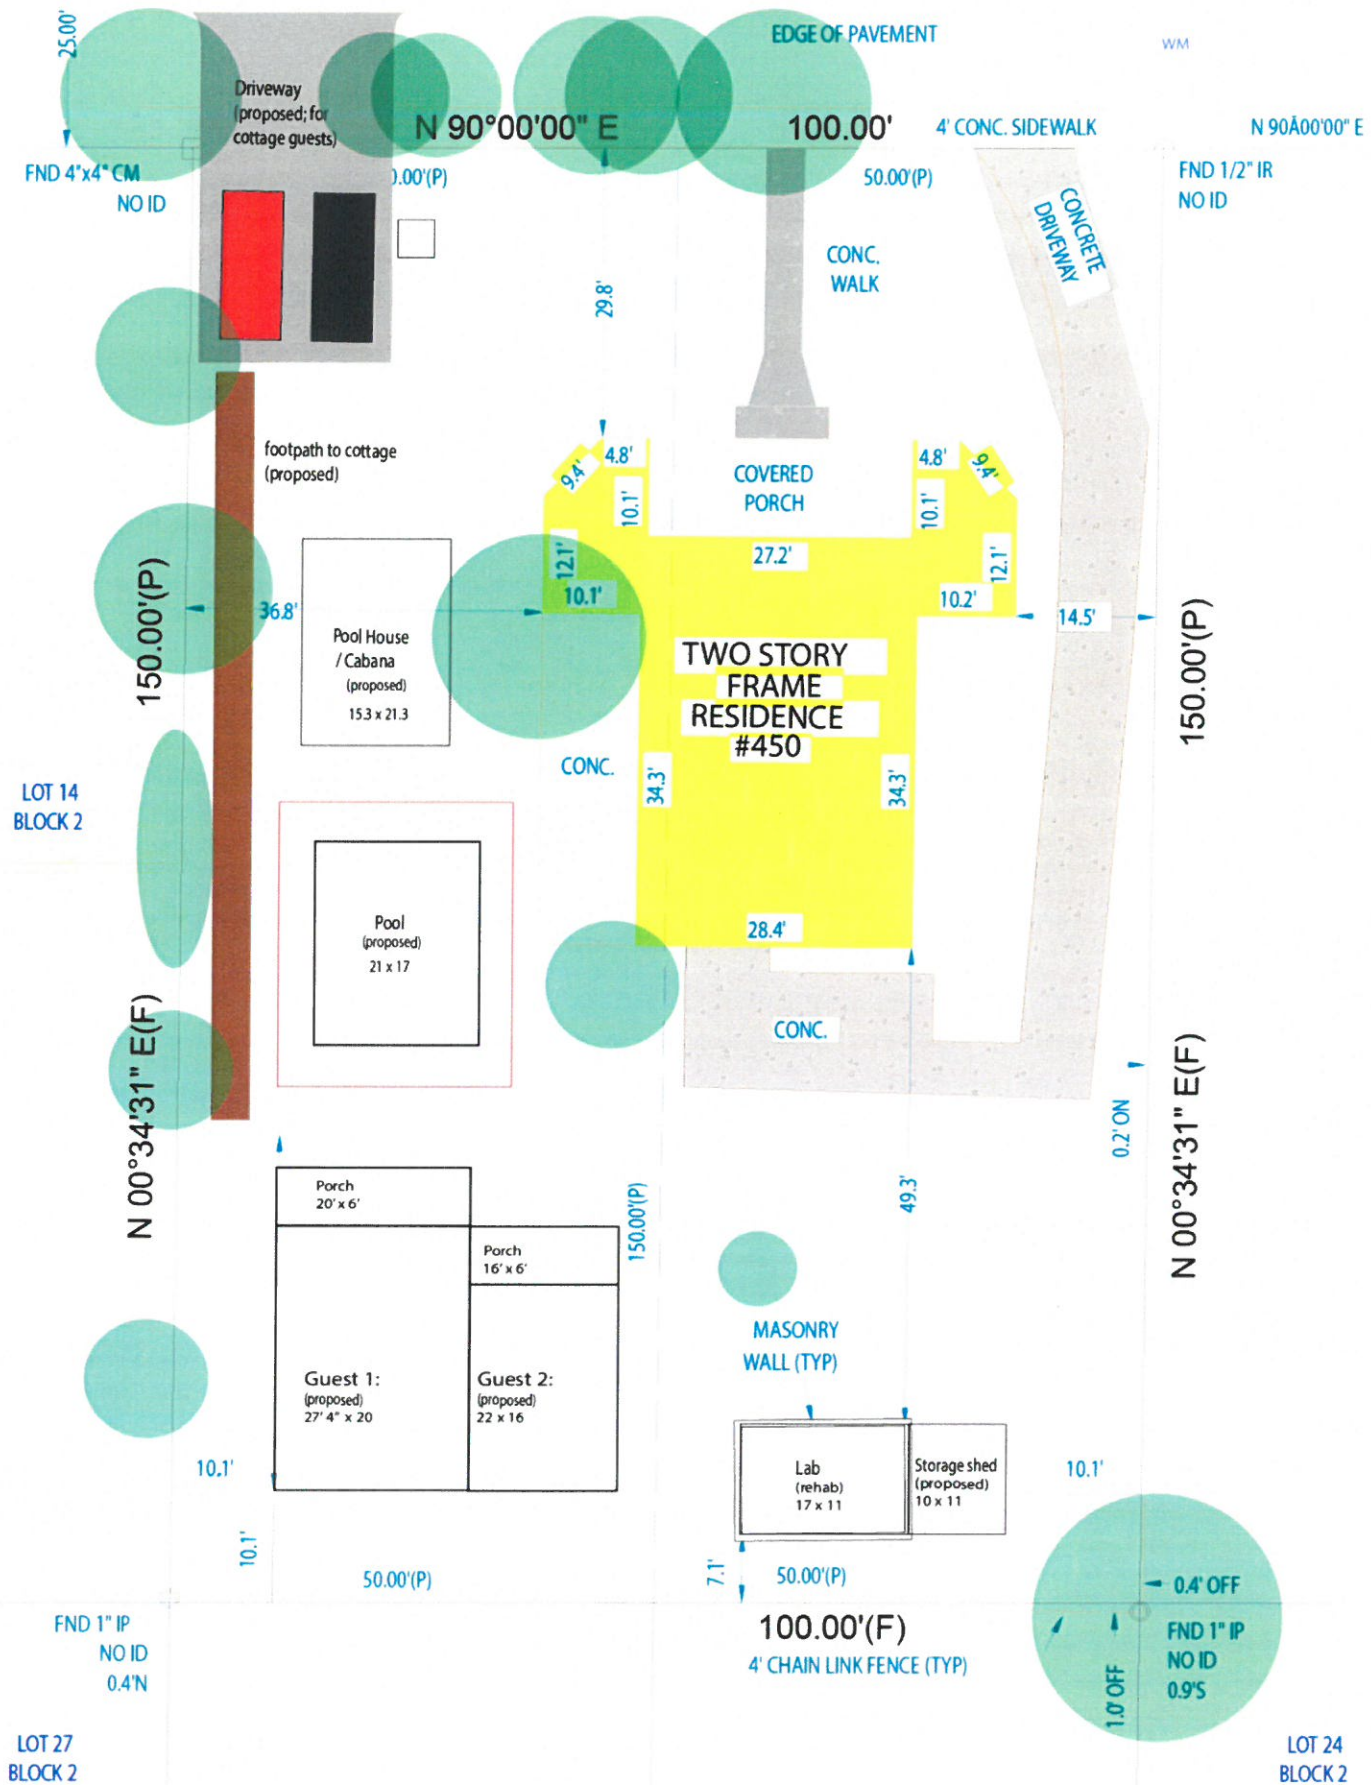 25.00'
EDGE OF PAVEMENT
WM
Driveway
(proposed; for
cottage guests)
N 90°00'00" E
100.00'
4' CONC. SIDEWALK
N 90Â00'00" E
FND 4"x4" CM
NO ID
0.00'(P)
50.00'(P)
FND 1/2" IR
NO ID
CONCRETE
DRIVEWAY
CONC.
WALK
29.8'
footpath to cottage
(proposed)
9.4'
4.8'
10.1'
COVERED
PORCH
4.8'
9.4'
10.1'
27.2'
12.1'
10.1'
12.1'
10.2'
36.8'
14.5'
150.00'(P)
150.00'(P)
Pool House
/ Cabana
(proposed)
15.3 x 21.3
TWO STORY
FRAME
RESIDENCE
#450
CONC.
34.3'
34.3'
LOT 14
BLOCK 2
Pool
(proposed)
21 x 17
28.4'
CONC.
N 00°34'31" E(F)
N 00°34'31" E(F)
0.2' ON
Porch
20' x 6'
150.00'(P)
49.3'
Porch
16' x 6'
MASONRY
WALL (TYP)
Guest 1:
(proposed)
27' 4" x 20
Guest 2:
(proposed)
22 x 16
10.1'
Lab
(rehab)
17 x 11
Storage shed
(proposed)
10 x 11
10.1'
10.1'
50.00'(P)
7.1'
50.00'(P)
0.4' OFF
FND 1" IP
NO ID
0.4'N
100.00'(F)
4' CHAIN LINK FENCE (TYP)
1.0' OFF
FND 1" IP
NO ID
0.9'S
LOT 27
BLOCK 2
LOT 24
BLOCK 2